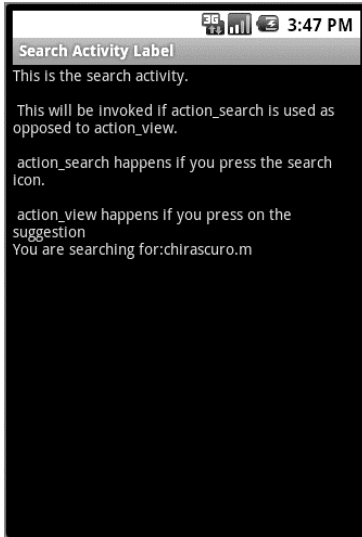 3G 3:47 PM
Search Activity Label
This is the search activity.
This will be invoked if action_search is used as
opposed to action_view.
action_search happens if you press the search
icon.
action_view happens if you press on the
suggestion
You are searching for:chirascuro.m